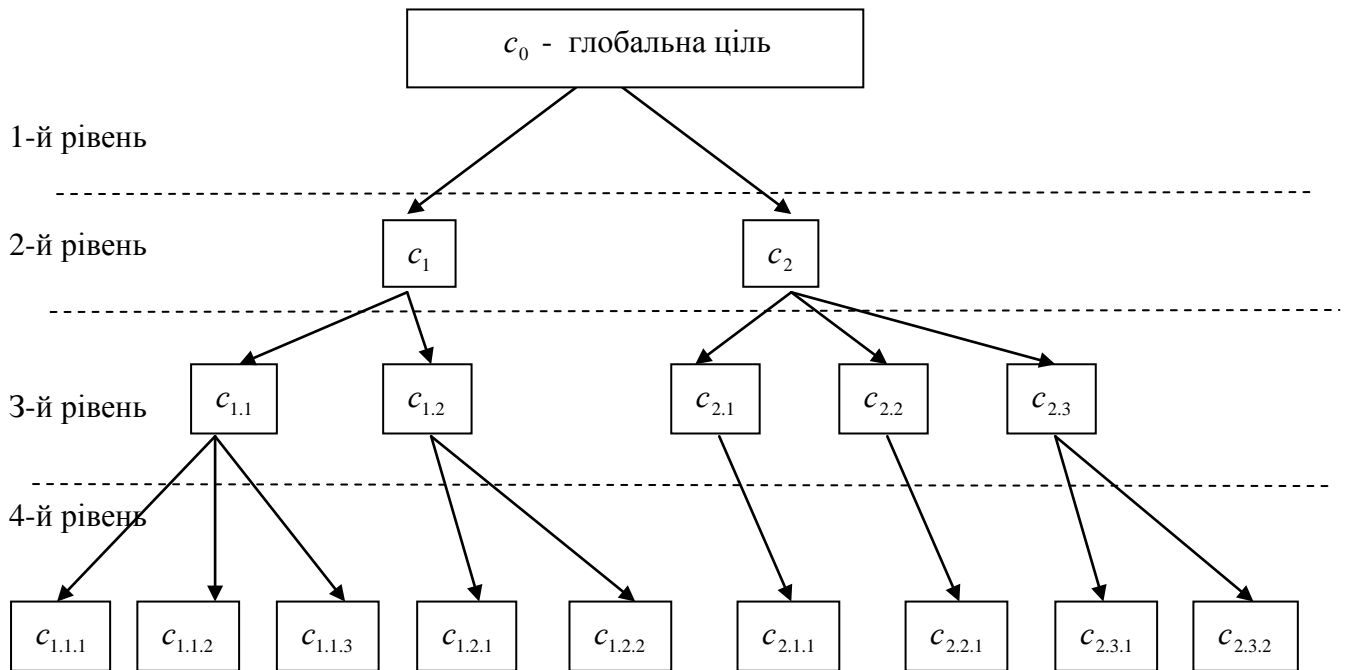 c₀ - глобальна ціль
1-й рівень
2-й рівень
c₁ c₂
3-й рівень
c₁.₁ c₁.₂ c₂.₁ c₂.₂ c₂.₃
4-й рівень
c₁.₁.₁ c₁.₁.₂ c₁.₁.₃ c₁.₂.₁ c₁.₂.₂ c₂.₁.₁ c₂.₂.₁ c₂.₃.₁ c₂.₃.₂